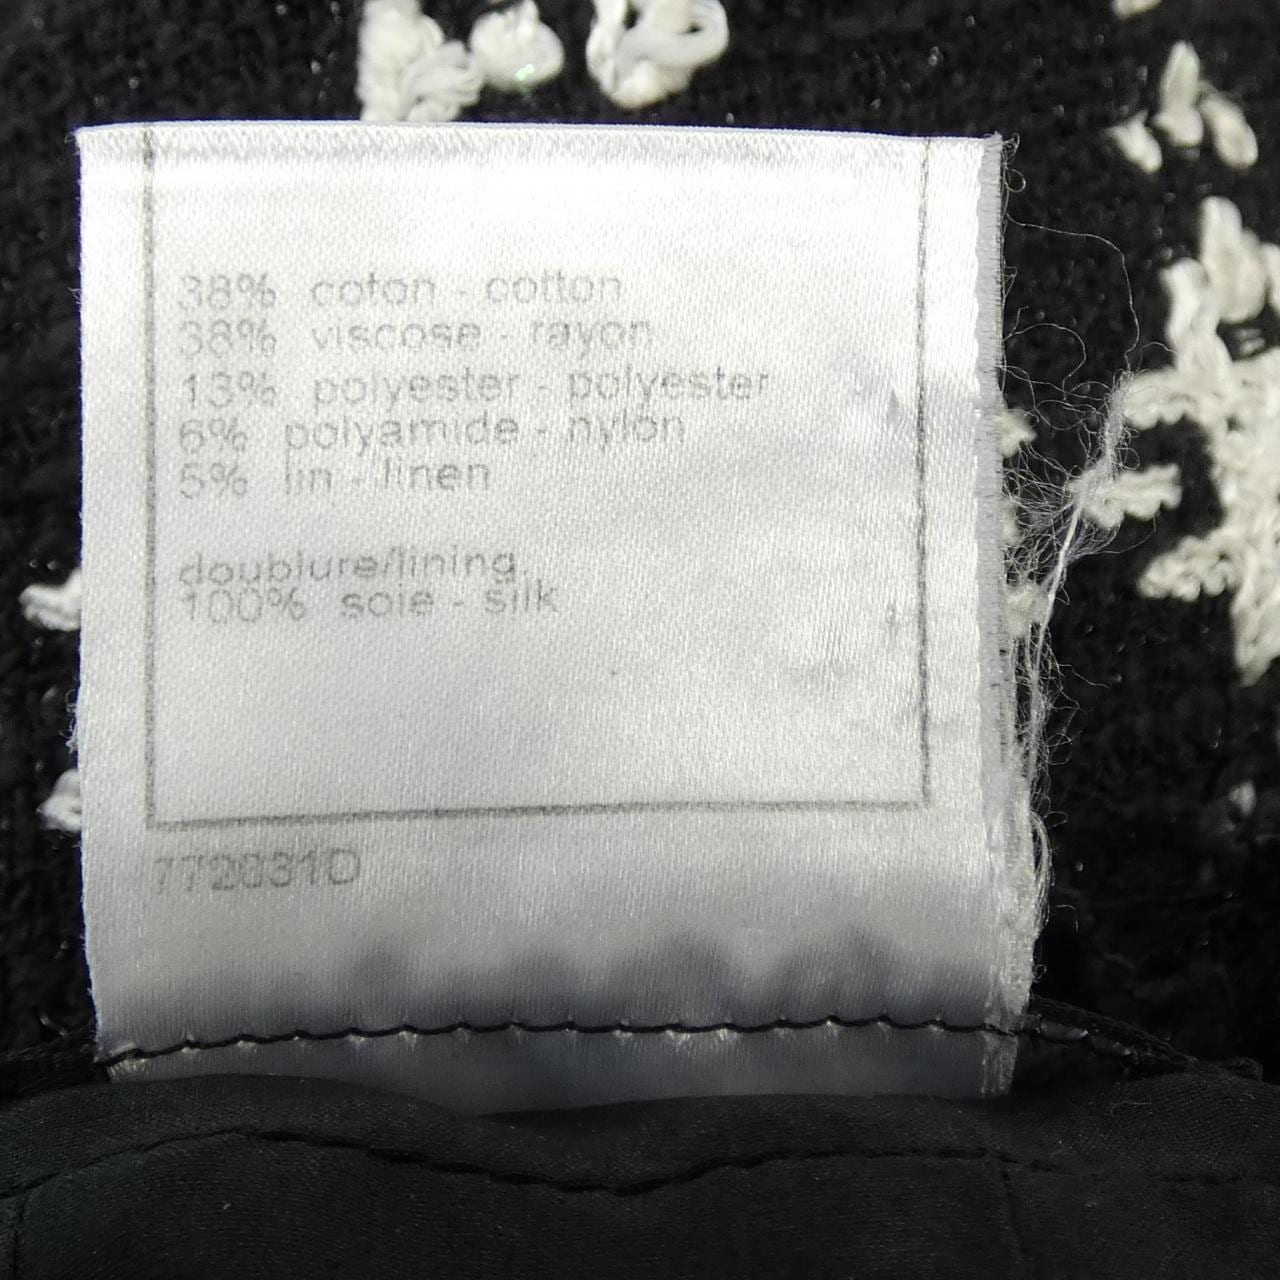 38% coton - cotton
38% viscose - rayon
13% polyester - polyester
6% polyamide - nylon
5% lin - linen
doublure/lining.
100% soie - silk